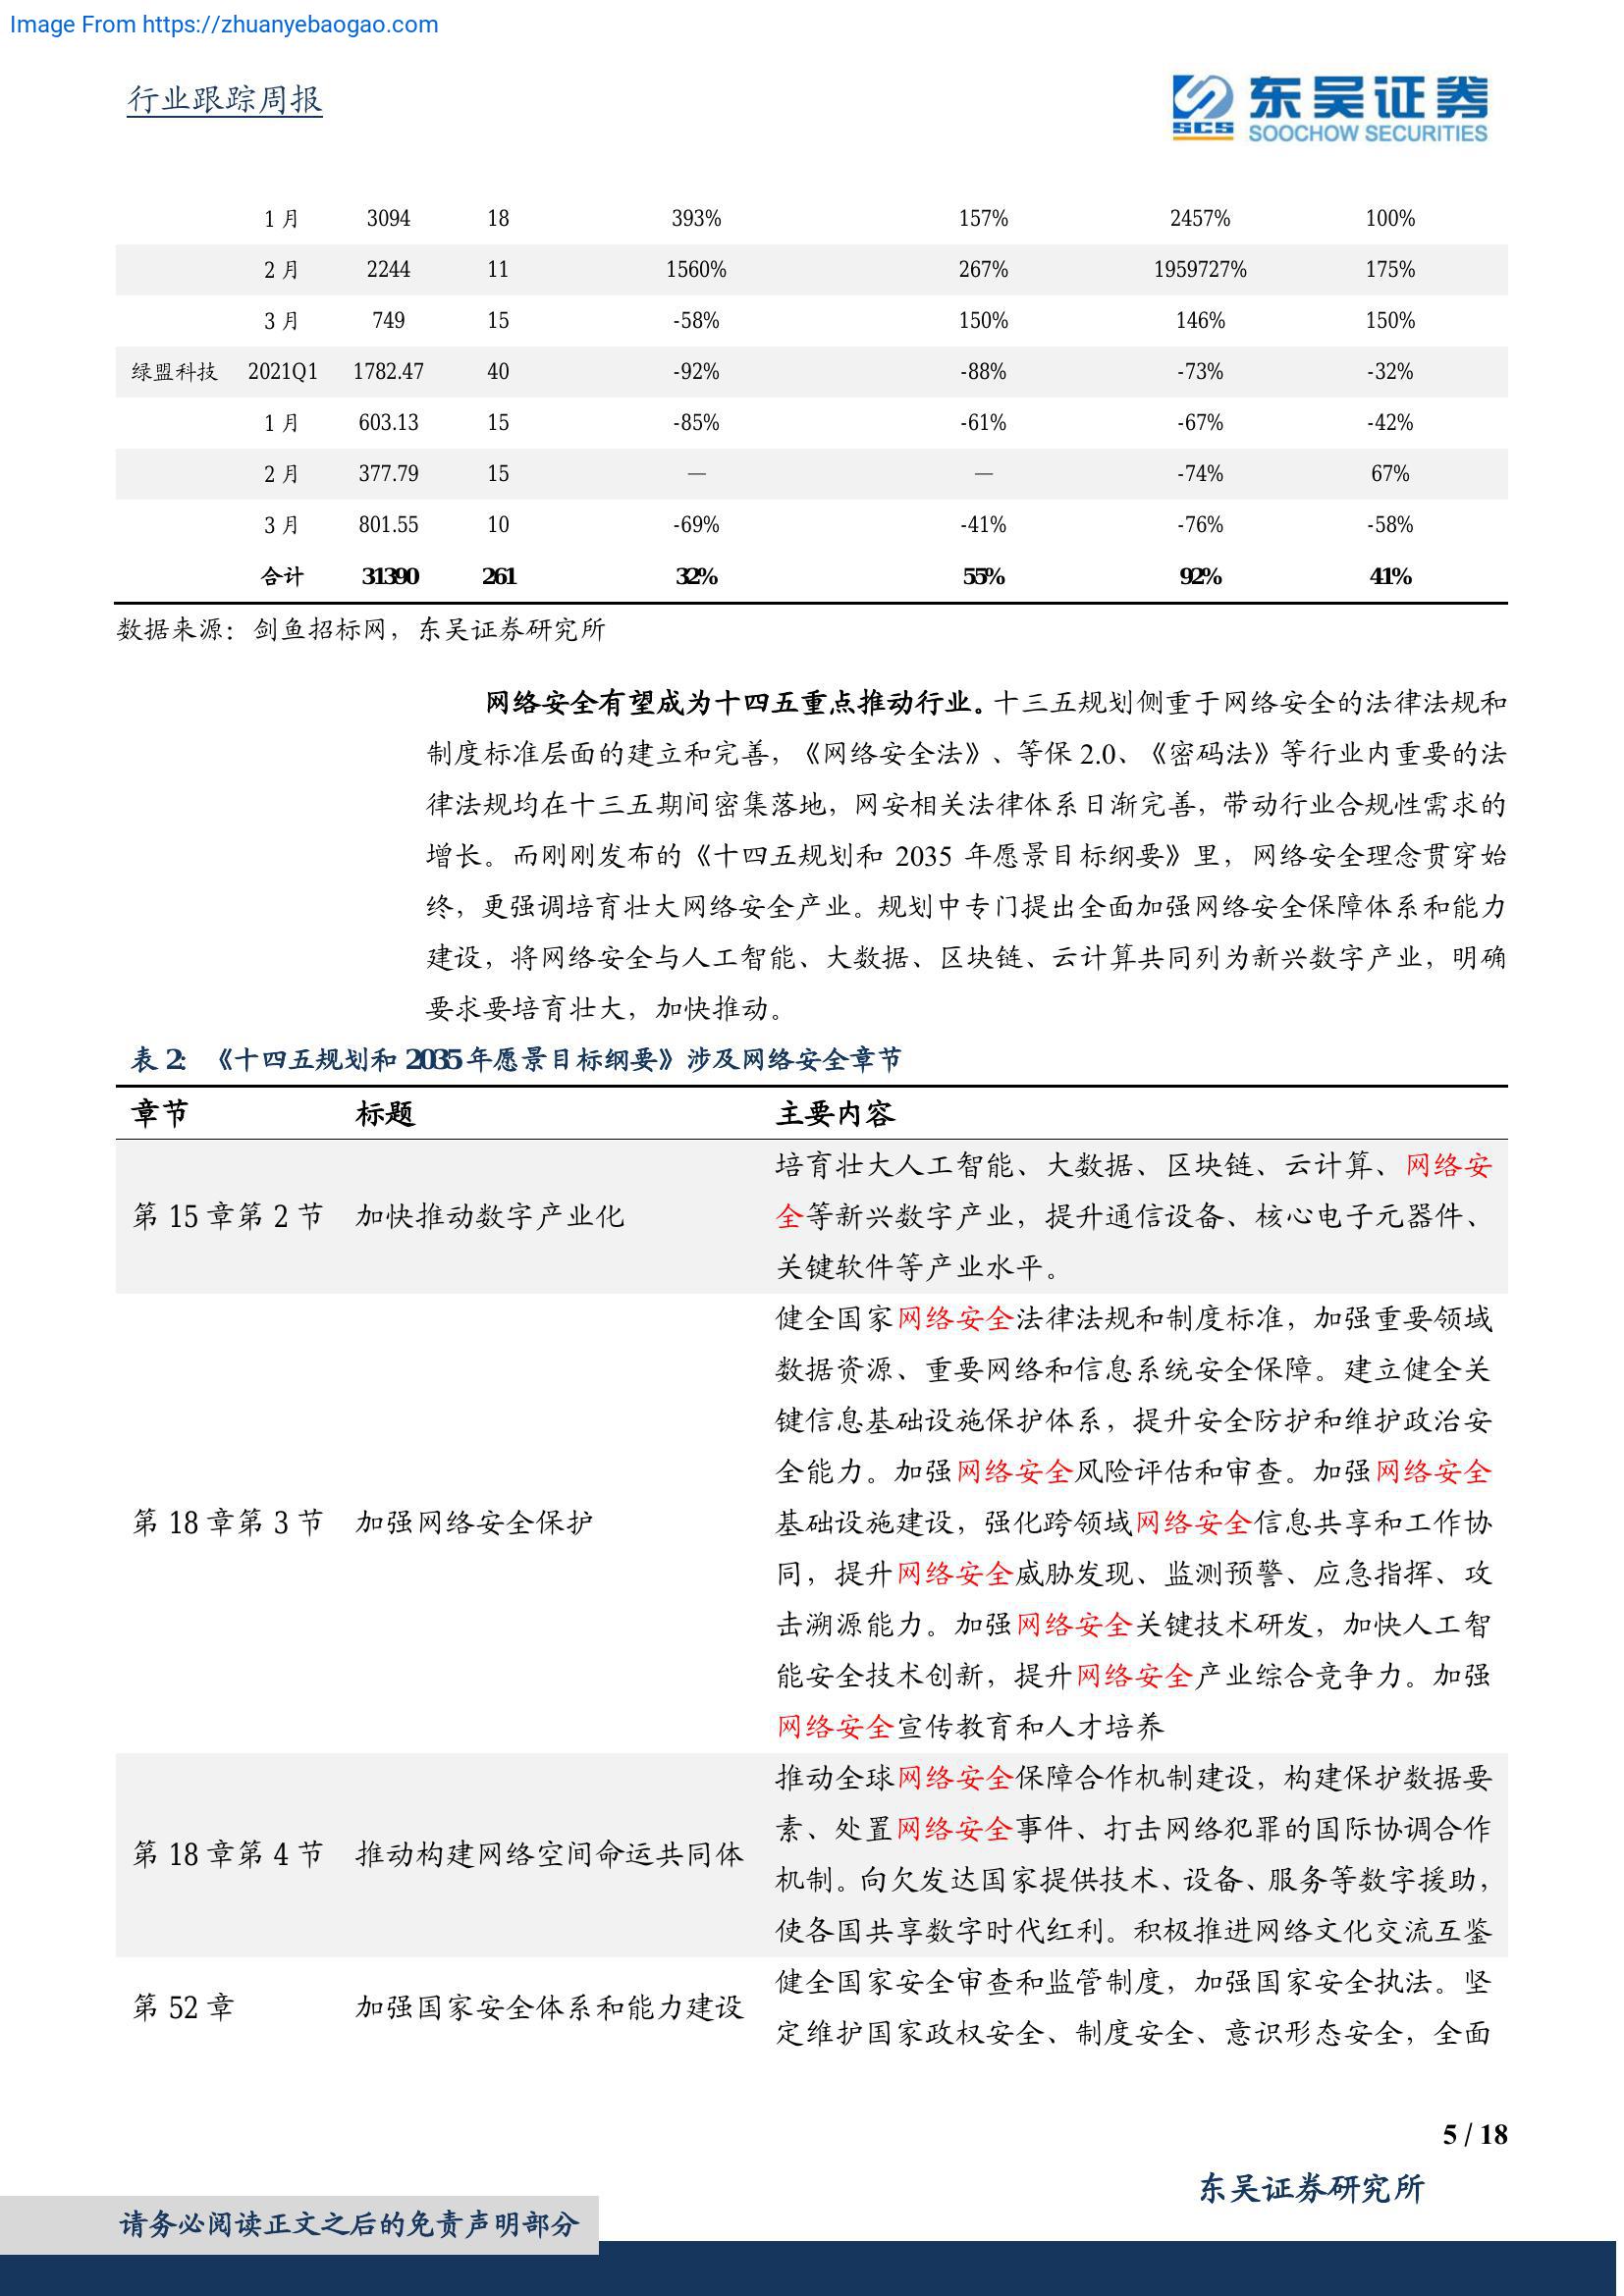 Image From https://zhuanyebaogao.com
行业跟踪周报
东吴证券
SCS SOOCHOW SECURITIES
1 月 3094 18 393% 157% 2457% 100%
2 月 2244 11 1560% 267% 1959727% 175%
3 月 749 15 -58% 150% 146% 150%
绿盟科技 2021Q1 1782.47 40 -92% -88% -73% -32%
1 月 603.13 15 -85% -61% -67% -42%
2 月 377.79 15 — — -74% 67%
3 月 801.55 10 -69% -41% -76% -58%
合计 31390 261 32% 55% 92% 41%
数据来源：剑鱼招标网，东吴证券研究所
网络安全有望成为十四五重点推动行业。十三五规划侧重于网络安全的法律法规和
制度标准层面的建立和完善，《网络安全法》、等保 2.0、《密码法》等行业内重要的法
律法规均在十三五期间密集落地，网安相关法律体系日渐完善，带动行业合规性需求的
增长。而刚刚发布的《十四五规划和 2035 年愿景目标纲要》里，网络安全理念贯穿始
终，更强调培育壮大网络安全产业。规划中专门提出全面加强网络安全保障体系和能力
建设，将网络安全与人工智能、大数据、区块链、云计算共同列为新兴数字产业，明确
要求要培育壮大，加快推动。
表 2：《十四五规划和 2035 年愿景目标纲要》涉及网络安全章节
章节 标题 主要内容
培育壮大人工智能、大数据、区块链、云计算、网络安
第 15 章第 2 节 加快推动数字产业化 全等新兴数字产业，提升通信设备、核心电子元器件、
关键软件等产业水平。
健全国家网络安全法律法规和制度标准，加强重要领域
数据资源、重要网络和信息系统安全保障。建立健全关
键信息基础设施保护体系，提升安全防护和维护政治安
全能力。加强网络安全风险评估和审查。加强网络安全
第 18 章第 3 节 加强网络安全保护 基础设施建设，强化跨领域网络安全信息共享和工作协
同，提升网络安全威胁发现、监测预警、应急指挥、攻
击溯源能力。加强网络安全关键技术研发，加快人工智
能安全技术创新，提升网络安全产业综合竞争力。加强
网络安全宣传教育和人才培养
推动全球网络安全保障合作机制建设，构建保护数据要
素、处置网络安全事件、打击网络犯罪的国际协调合作
第 18 章第 4 节 推动构建网络空间命运共同体 机制。向欠发达国家提供技术、设备、服务等数字援助，
使各国共享数字时代红利。积极推进网络文化交流互鉴
健全国家安全审查和监管制度，加强国家安全执法。坚
第 52 章 加强国家安全体系和能力建设
定维护国家政权安全、制度安全、意识形态安全，全面
5 / 18
东吴证券研究所
请务必阅读正文之后的免责声明部分